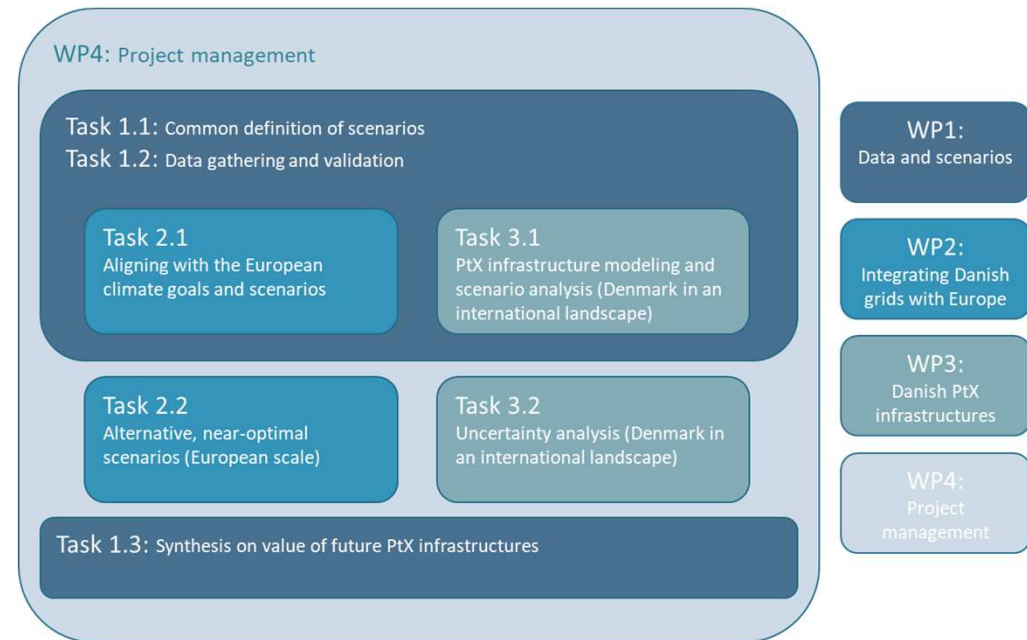 WP4: Project management
Task 1.1: Common definition of scenarios
Task 1.2: Data gathering and validation
Task 2.1
Aligning with the European
climate goals and scenarios
Task 3.1
PtX infrastructure modeling and
scenario analysis (Denmark in an
international landscape)
Task 2.2
Alternative, near-optimal
scenarios (European scale)
Task 3.2
Uncertainty analysis (Denmark in
an international landscape)
Task 1.3: Synthesis on value of future PtX infrastructures
WP1:
Data and scenarios
WP2:
Integrating Danish
grids with Europe
WP3:
Danish PtX
infrastructures
WP4:
Project
management